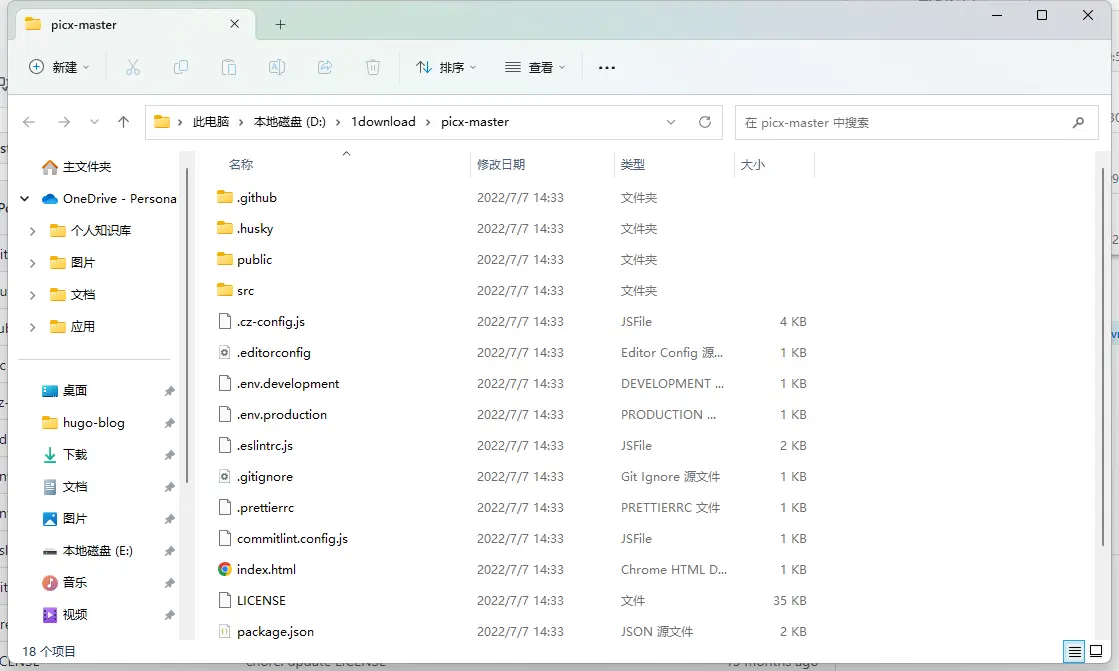 picx-master
新建
排序
查看
此电脑 本地磁盘 (D:) 1download picx-master
在 picx-master 中搜索
主文件夹
OneDrive - Persona
个人知识库
图片
文档
应用
桌面
hugo-blog
下载
文档
图片
本地磁盘 (E:)
音乐
视频
名称 修改日期 类型 大小
.github 2022/7/7 14:33 文件夹
.husky 2022/7/7 14:33 文件夹
public 2022/7/7 14:33 文件夹
src 2022/7/7 14:33 文件夹
.cz-config.js 2022/7/7 14:33 JSFile 4 KB
.editorconfig 2022/7/7 14:33 Editor Config 源... 1 KB
.env.development 2022/7/7 14:33 DEVELOPMENT ... 1 KB
.env.production 2022/7/7 14:33 PRODUCTION ... 1 KB
.eslintrc.js 2022/7/7 14:33 JSFile 2 KB
.gitignore 2022/7/7 14:33 Git Ignore 源文件 1 KB
.prettierrc 2022/7/7 14:33 PRETTIERRC 文件 1 KB
commitlint.config.js 2022/7/7 14:33 JSFile 1 KB
index.html 2022/7/7 14:33 Chrome HTML D... 1 KB
LICENSE 2022/7/7 14:33 文件 35 KB
package.json 2022/7/7 14:33 JSON 源文件 2 KB
18 个项目